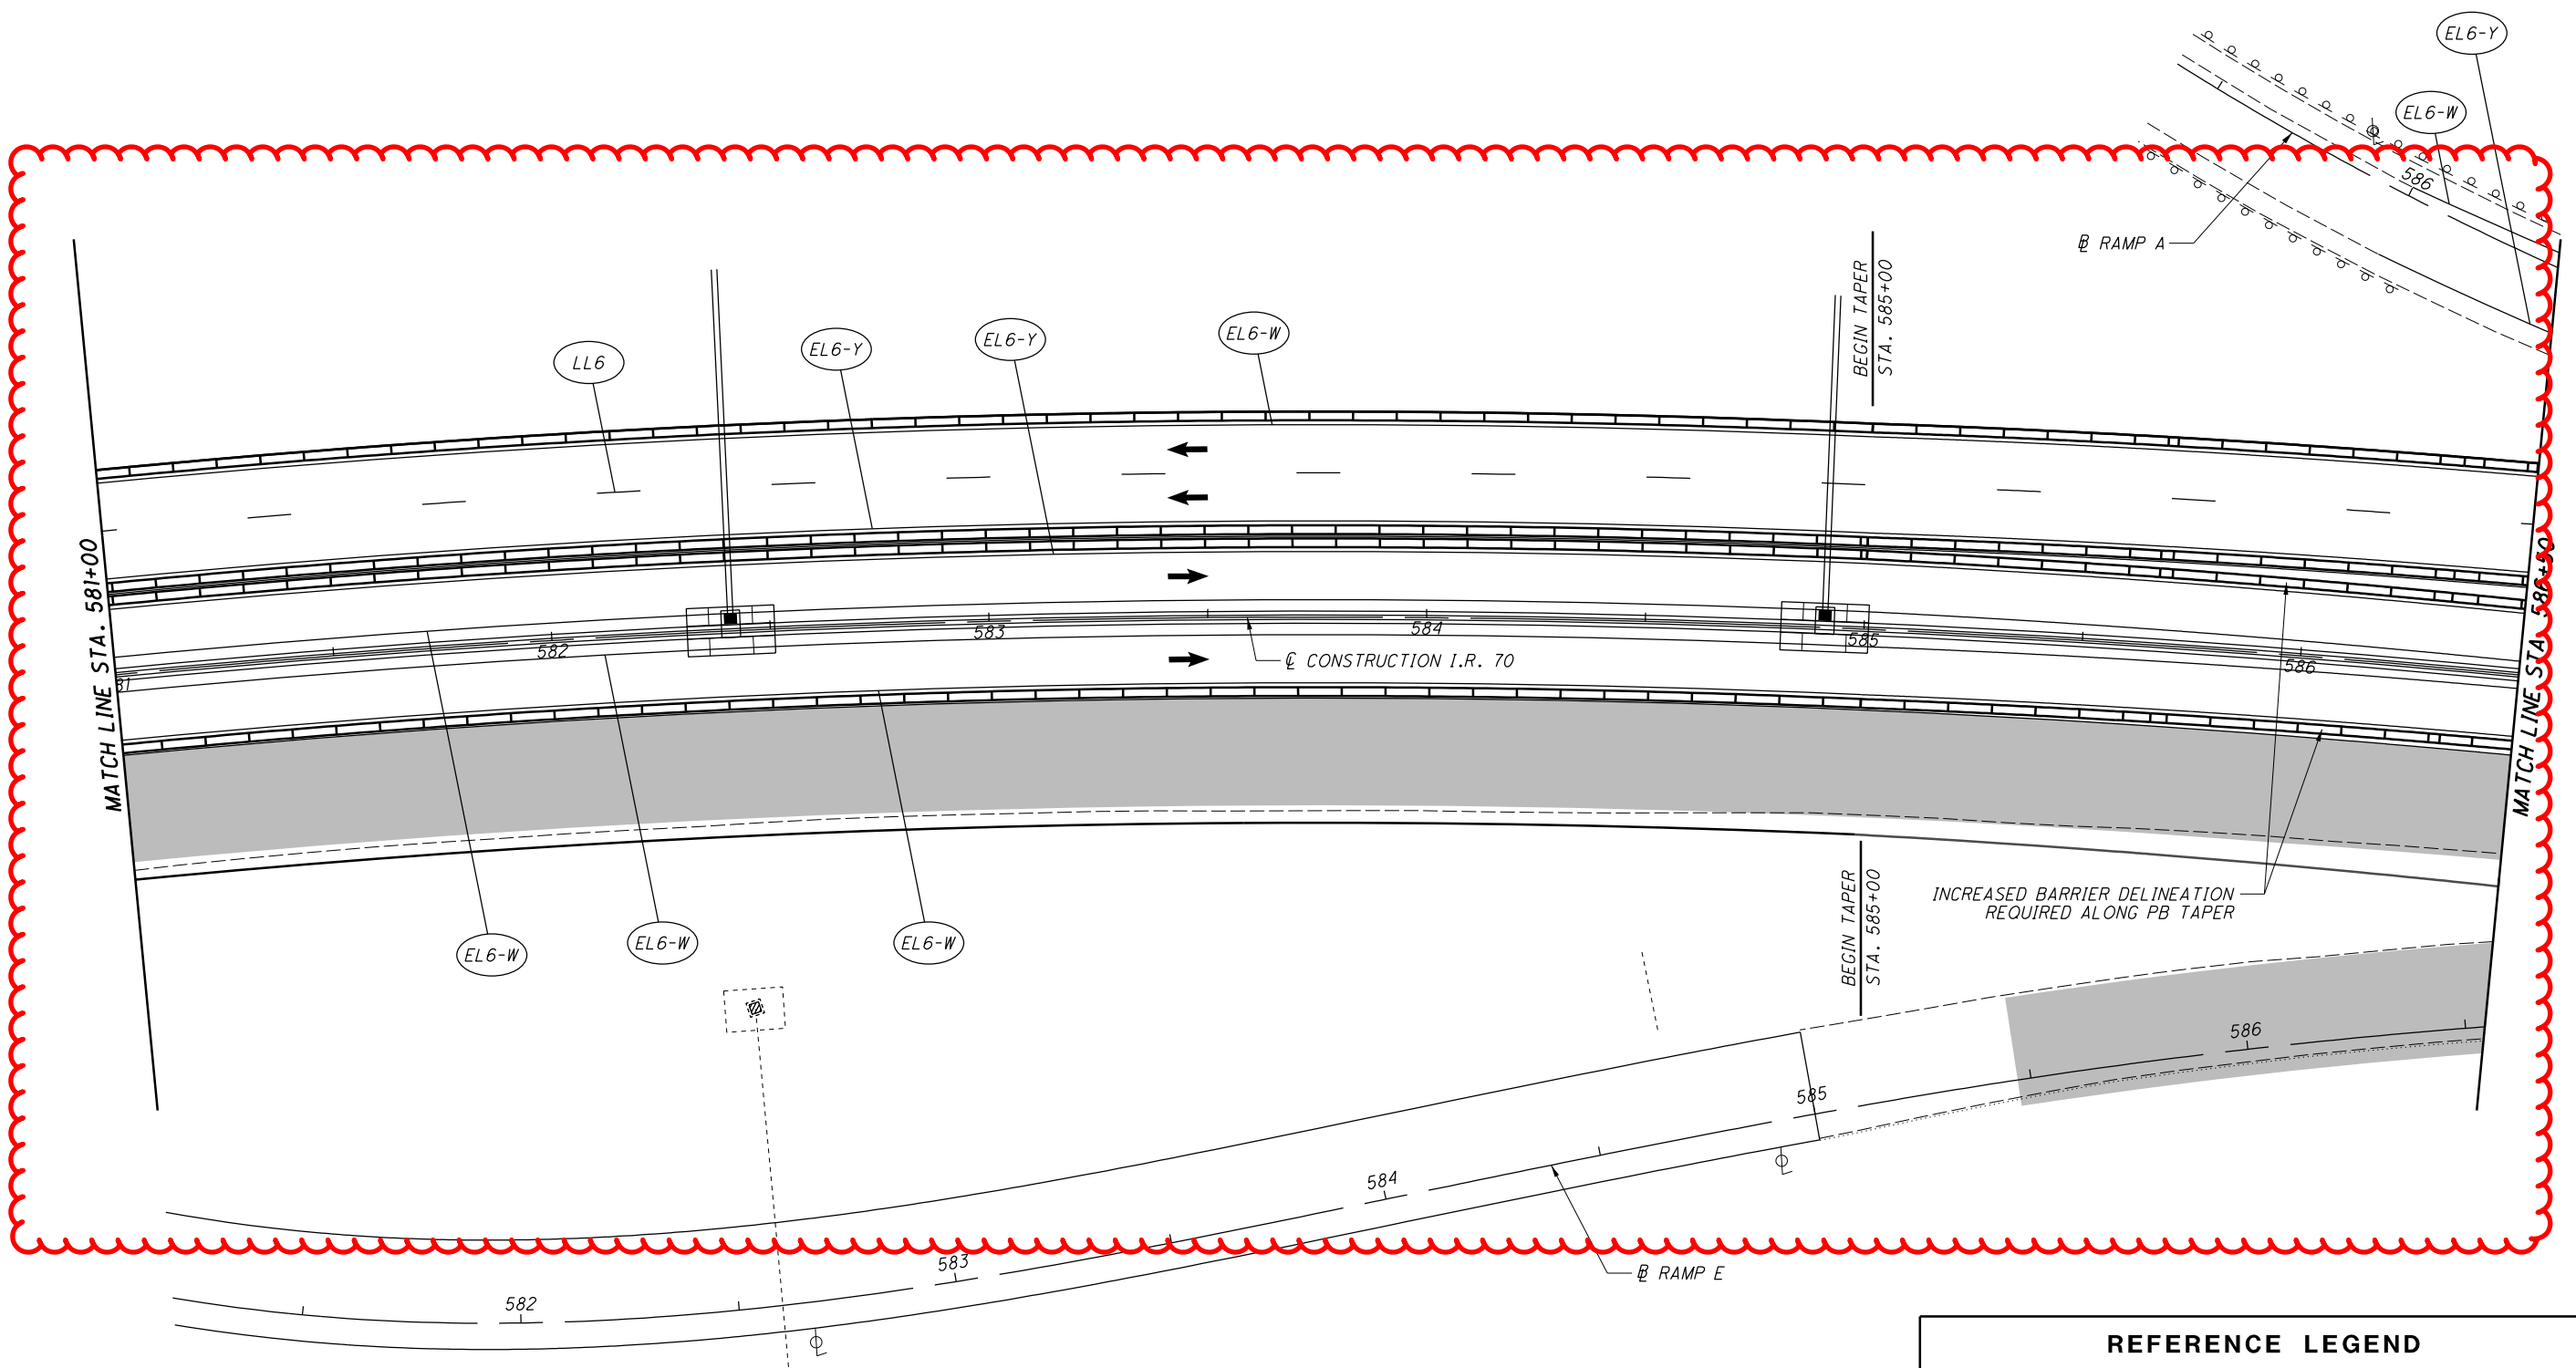 EL6-Y
EL6-W
586
℄ RAMP A
BEGIN TAPER
STA. 585+00
LL6
EL6-Y
EL6-Y
EL6-W
MATCH LINE STA. 581+00
MATCH LINE STA. 586+50
81
582
583
584
585
586
℄ CONSTRUCTION I.R. 70
EL6-W
EL6-W
EL6-W
INCREASED BARRIER DELINEATION
REQUIRED ALONG PB TAPER
BEGIN TAPER
STA. 585+00
582
583
584
585
586
℄ RAMP E
REFERENCE LEGEND